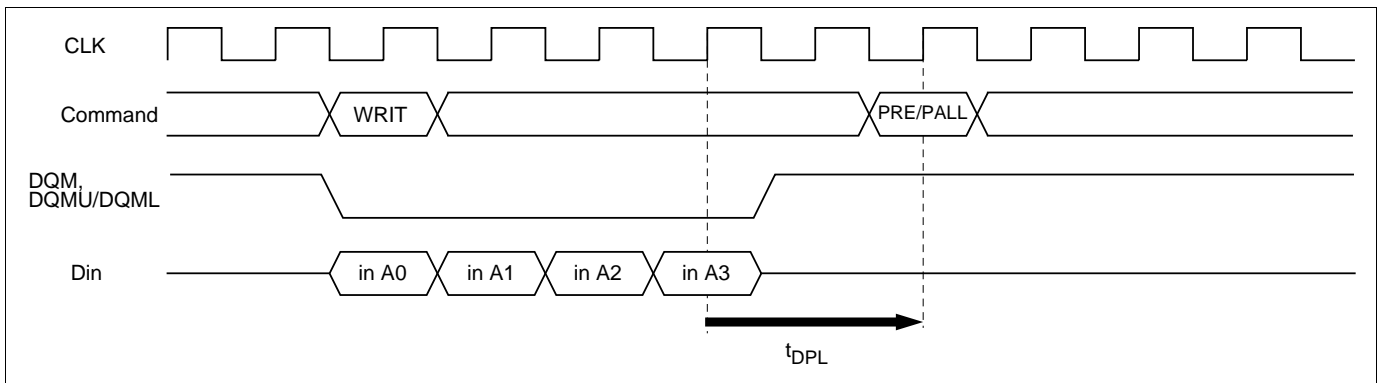 CLK
Command WRIT PRE/PALL
DQM,
DQMU/DQML
Din in A0 in A1 in A2 in A3
tDPL